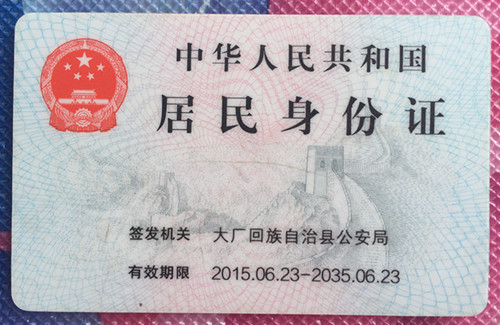 中华人民共和国
居民身份证
签发机关 大厂回族自治县公安局
有效期限 2015.06.23-2035.06.23